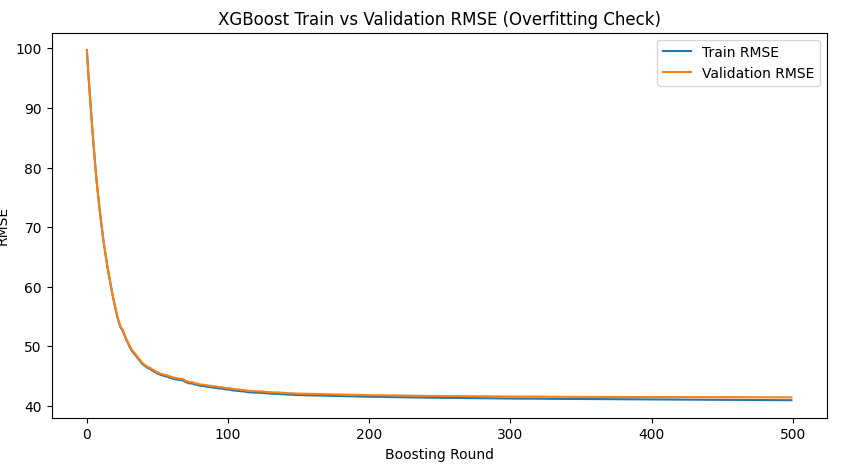 XGBoost Train vs Validation RMSE (Overfitting Check)
Train RMSE
Validation RMSE
100
90
80
70
60
50
40
RMSE
0 100 200 300 400 500
Boosting Round